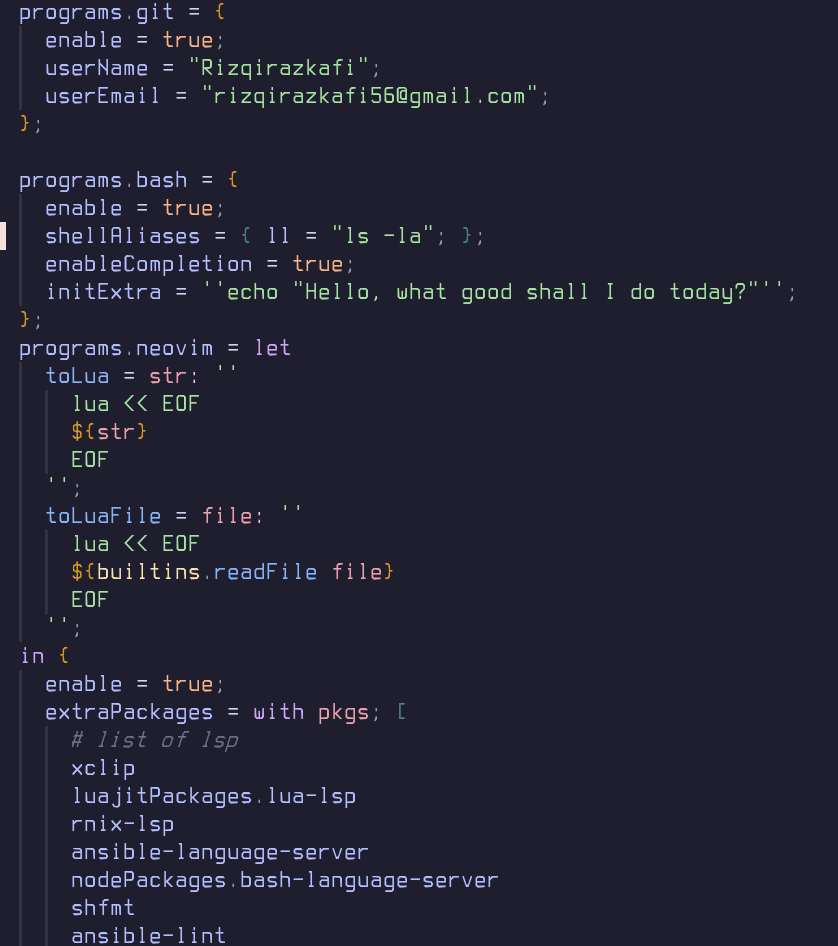 programs.git = {
  enable = true;
  userName = "Rizqirazkafi";
  userEmail = "rizqirazkafi56@gmail.com";
};

programs.bash = {
  enable = true;
  shellAliases = { ll = "ls -la"; };
  enableCompletion = true;
  initExtra = ''echo "Hello, what good shall I do today?"'';
};
programs.neovim = let
  toLua = str: ''
    lua << EOF
    ${str}
    EOF
  '';
  toLuaFile = file: ''
    lua << EOF
    ${builtins.readFile file}
    EOF
  '';
in {
  enable = true;
  extraPackages = with pkgs; [
    # list of lsp
    xclip
    luajitPackages.lua-lsp
    rnix-lsp
    ansible-language-server
    nodePackages.bash-language-server
    shfmt
    ansible-lint